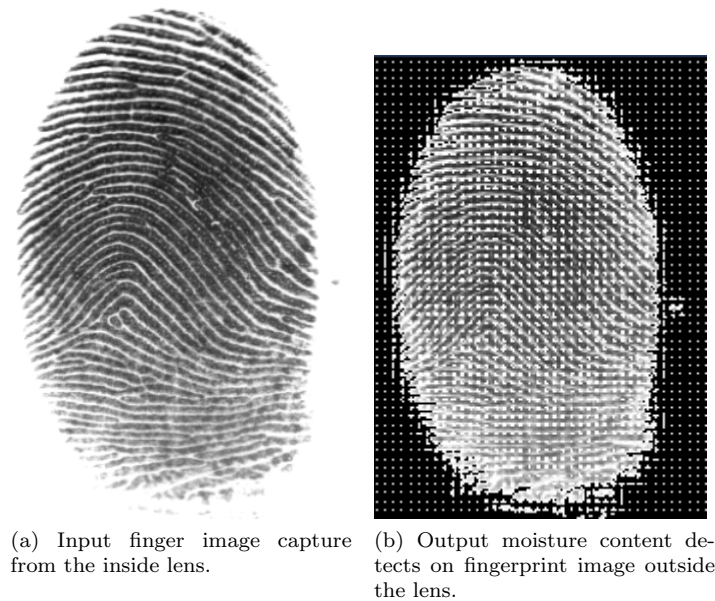 (a) Input finger image capture
from the inside lens.
(b) Output moisture content de-
tects on fingerprint image outside
the lens.